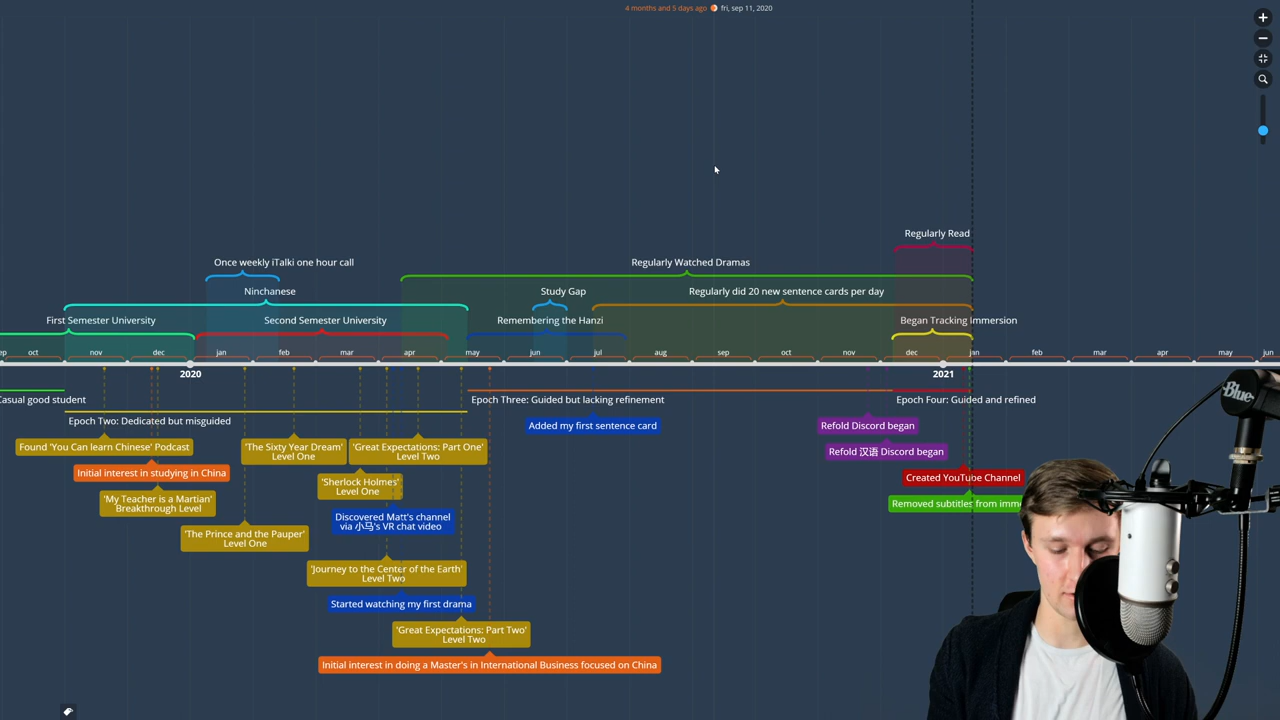 4 months and 5 days ago fri, sep 11, 2020
Regularly Read
Once weekly iTalki one hour call
Regularly Watched Dramas
Ninchanese
Study Gap
Regularly did 20 new sentence cards per day
First Semester University
Second Semester University
Remembering the Hanzi
Began Tracking Immersion
ep oct nov dec jan feb mar apr may jun jul aug sep oct nov dec jan feb mar apr may jun
2020
2021
Casual good student
Epoch Three: Guided but lacking refinement
Epoch Four: Guided and refined
Epoch Two: Dedicated but misguided
Added my first sentence card
Refold Discord began
Found 'You Can learn Chinese' Podcast
'The Sixty Year Dream'
Level One
'Great Expectations: Part One'
Level Two
Refold 汉语 Discord began
Initial interest in studying in China
Created YouTube Channel
'Sherlock Holmes'
Level One
'My Teacher is a Martian'
Breakthrough Level
Removed subtitles from imme
Discovered Matt's channel
via 小马's VR chat video
'The Prince and the Pauper'
Level One
'Journey to the Center of the Earth'
Level Two
Started watching my first drama
'Great Expectations: Part Two'
Level Two
Initial interest in doing a Master's in International Business focused on China
Blue